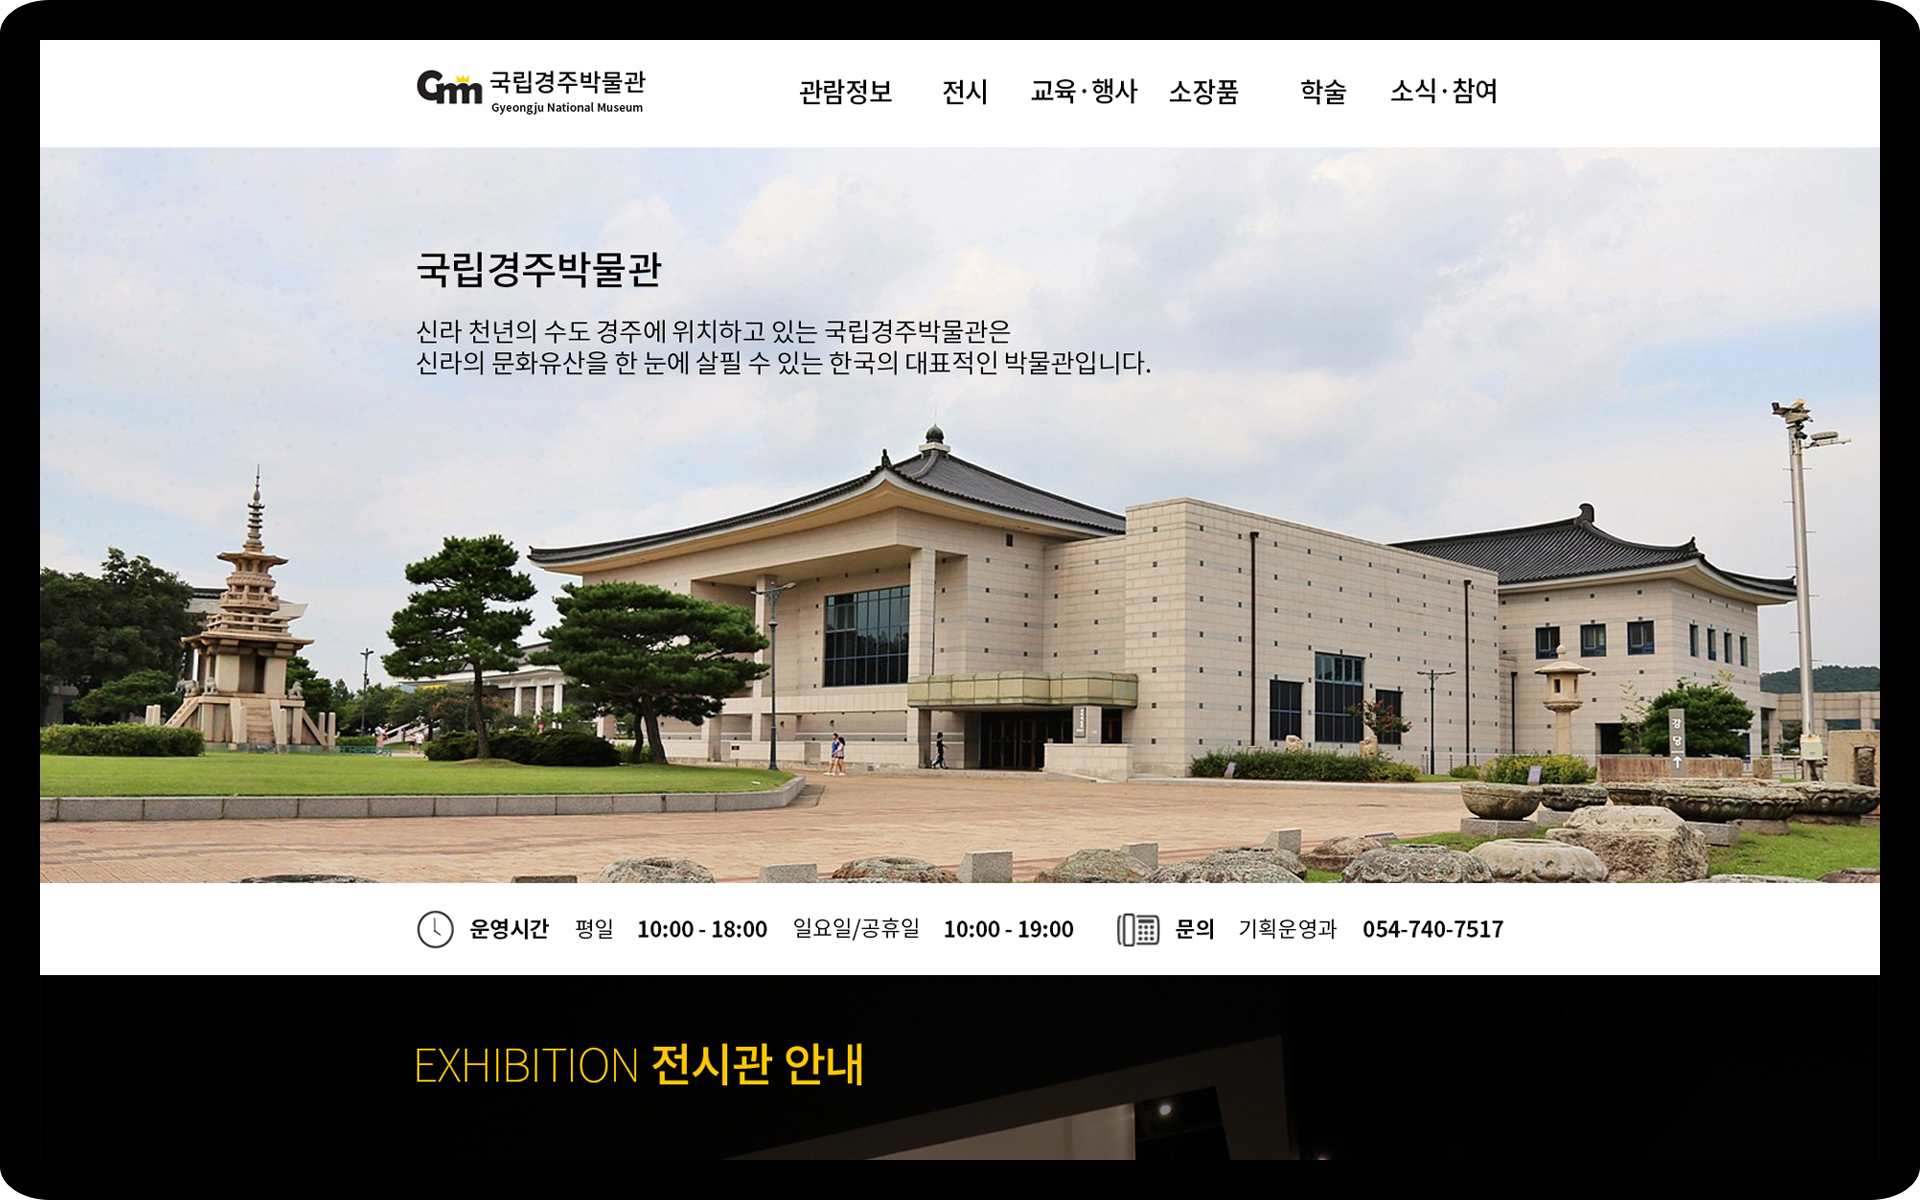 Gnm 국립경주박물관
Gyeongju National Museum
관람정보 전시 교육·행사 소장품 학술 소식·참여
국립경주박물관
신라 천년의 수도 경주에 위치하고 있는 국립경주박물관은
신라의 문화유산을 한 눈에 살필 수 있는 한국의 대표적인 박물관입니다.
강당
운영시간 평일 10:00 - 18:00 일요일/공휴일 10:00 - 19:00 문의 기획운영과 054-740-7517
EXHIBITION 전시관 안내